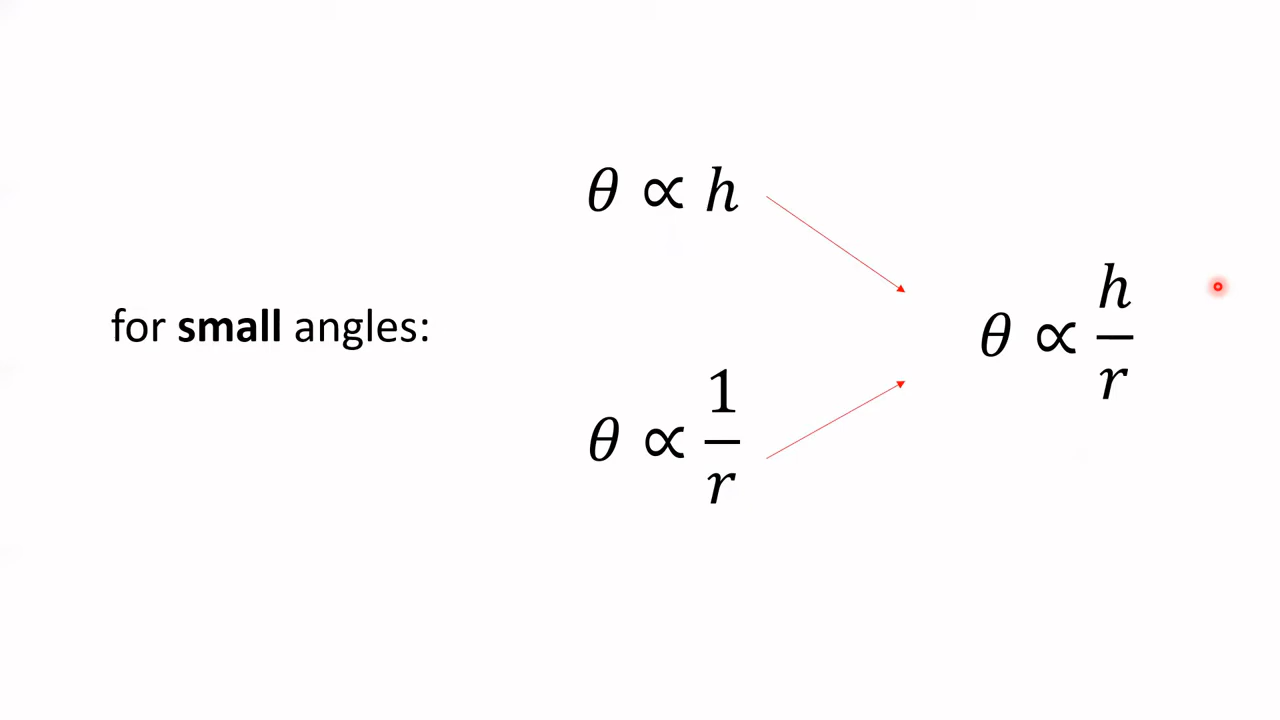 for small angles:
θ ∝ h
θ ∝ 1/r
θ ∝ h/r